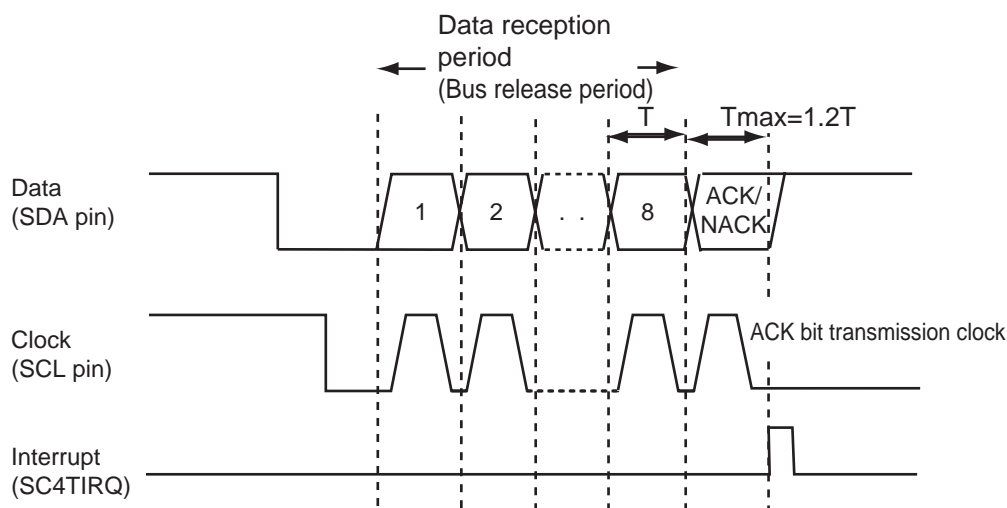 Data reception
period
(Bus release period)
T
Tmax=1.2T
Data
(SDA pin)
1
2
. .
8
ACK/
NACK
Clock
(SCL pin)
ACK bit transmission clock
Interrupt
(SC4TIRQ)